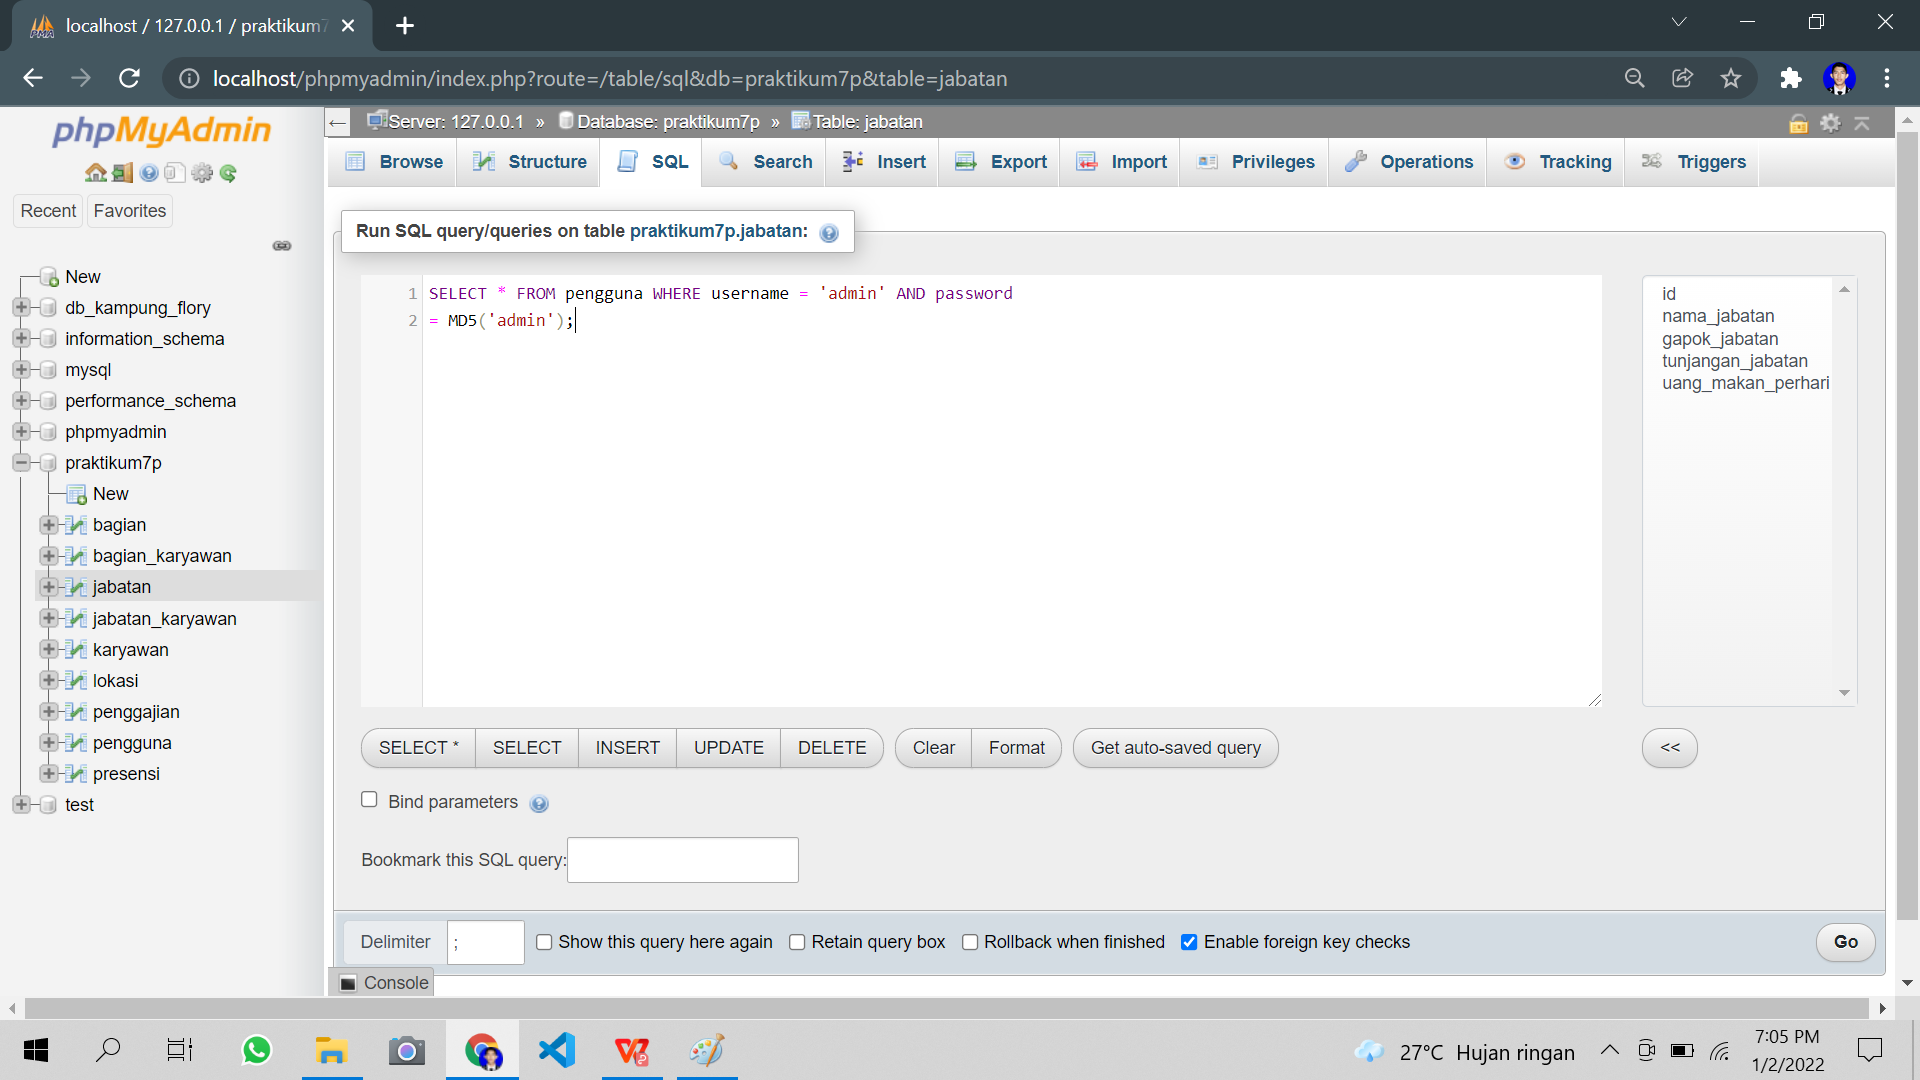 localhost / 127.0.0.1 / praktikum7
localhost/phpmyadmin/index.php?route=/table/sql&db=praktikum7p&table=jabatan
phpMyAdmin
Recent
Favorites
New
db_kampung_flory
information_schema
mysql
performance_schema
phpmyadmin
praktikum7p
New
bagian
bagian_karyawan
jabatan
jabatan_karyawan
karyawan
lokasi
penggajian
pengguna
presensi
test
Server: 127.0.0.1 » Database: praktikum7p » Table: jabatan
Browse Structure SQL Search Insert Export Import Privileges Operations Tracking Triggers
Run SQL query/queries on table praktikum7p.jabatan:
1 SELECT * FROM pengguna WHERE username = 'admin' AND password
2 = MD5('admin');
id
nama_jabatan
gapok_jabatan
tunjangan_jabatan
uang_makan_perhari
SELECT * SELECT INSERT UPDATE DELETE Clear Format Get auto-saved query <<
Bind parameters
Bookmark this SQL query:
Delimiter ; Show this query here again Retain query box Rollback when finished Enable foreign key checks Go
Console
27°C Hujan ringan
7:05 PM
1/2/2022